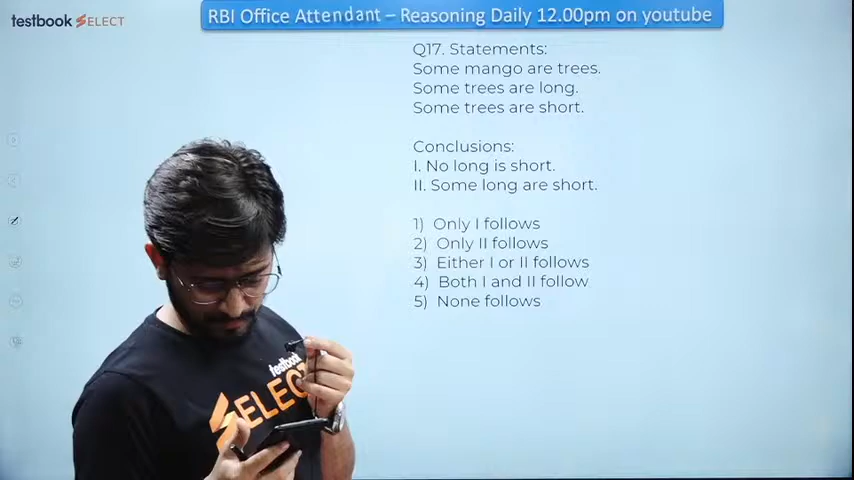 testbook SELECT
RBI Office Attendant – Reasoning Daily 12.00pm on youtube
Q17. Statements:
Some mango are trees.
Some trees are long.
Some trees are short.
Conclusions:
I. No long is short.
II. Some long are short.
1) Only I follows
2) Only II follows
3) Either I or II follows
4) Both I and II follow
5) None follows
testbook
SELECT